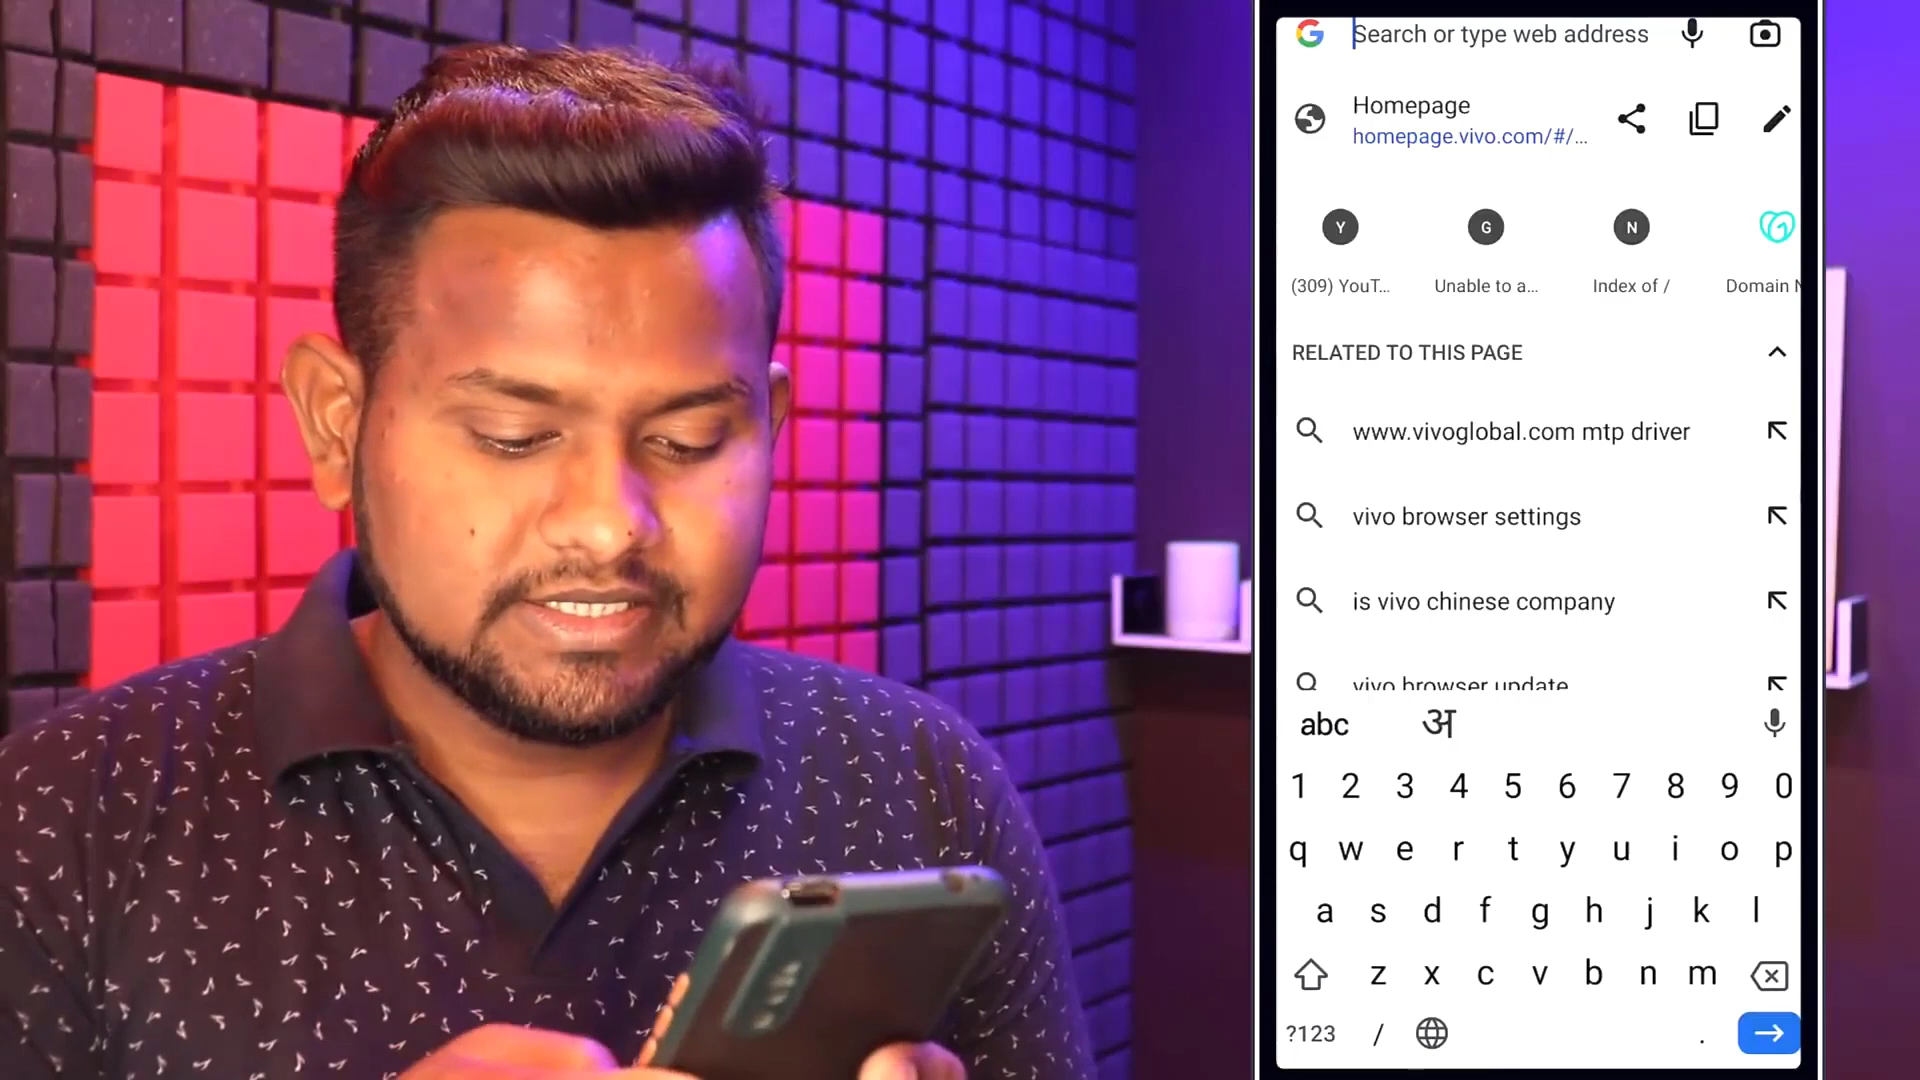 Search or type web address
Homepage
homepage.vivo.com/#/...
Y
G
N
(309) YouT...
Unable to a...
Index of /
Domain N
RELATED TO THIS PAGE
www.vivoglobal.com mtp driver
vivo browser settings
is vivo chinese company
vivo browser update
abc
अ
1 2 3 4 5 6 7 8 9 0
q w e r t y u i o p
a s d f g h j k l
z x c v b n m
?123 / .